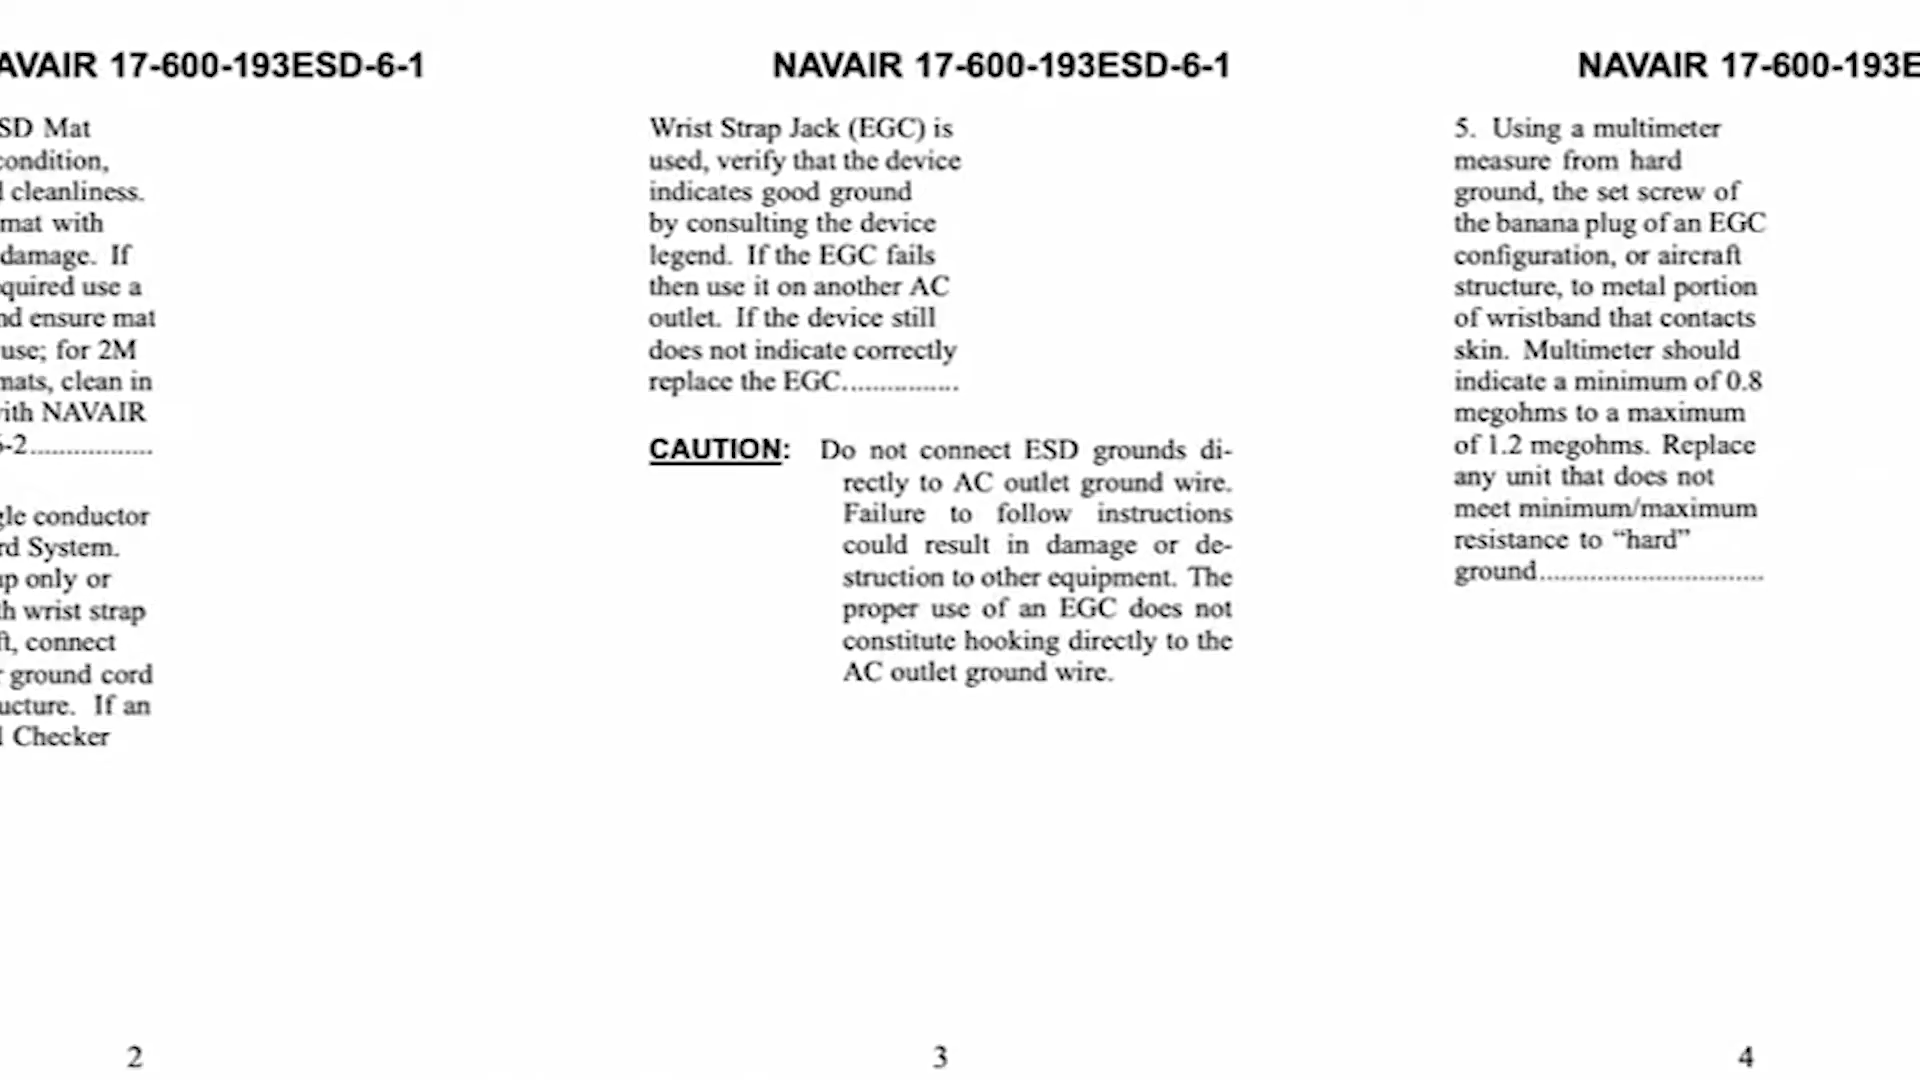 AVAIR 17-600-193ESD-6-1
SD Mat
condition,
cleanliness.
mat with
damage. If
quired use a
nd ensure mat
use; for 2M
mats, clean in
ith NAVAIR
6-2.................
gle conductor
rd System.
p only or
h wrist strap
ft, connect
r ground cord
ucture. If an
l Checker
2
NAVAIR 17-600-193ESD-6-1
Wrist Strap Jack (EGC) is
used, verify that the device
indicates good ground
by consulting the device
legend. If the EGC fails
then use it on another AC
outlet. If the device still
does not indicate correctly
replace the EGC................
CAUTION: Do not connect ESD grounds di-
rectly to AC outlet ground wire.
Failure to follow instructions
could result in damage or de-
struction to other equipment. The
proper use of an EGC does not
constitute hooking directly to the
AC outlet ground wire.
3
NAVAIR 17-600-193E
5. Using a multimeter
measure from hard
ground, the set screw of
the banana plug of an EGC
configuration, or aircraft
structure, to metal portion
of wristband that contacts
skin. Multimeter should
indicate a minimum of 0.8
megohms to a maximum
of 1.2 megohms. Replace
any unit that does not
meet minimum/maximum
resistance to “hard”
ground...............................
4